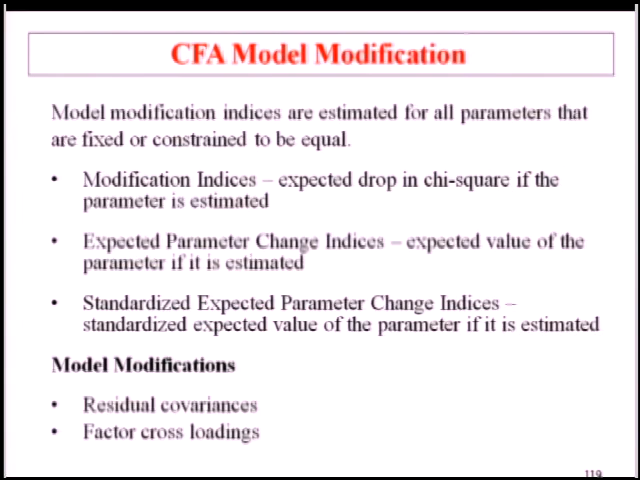 CFA Model Modification
Model modification indices are estimated for all parameters that
are fixed or constrained to be equal.
• Modification Indices – expected drop in chi-square if the
parameter is estimated
• Expected Parameter Change Indices – expected value of the
parameter if it is estimated
• Standardized Expected Parameter Change Indices –
standardized expected value of the parameter if it is estimated
Model Modifications
• Residual covariances
• Factor cross loadings
119